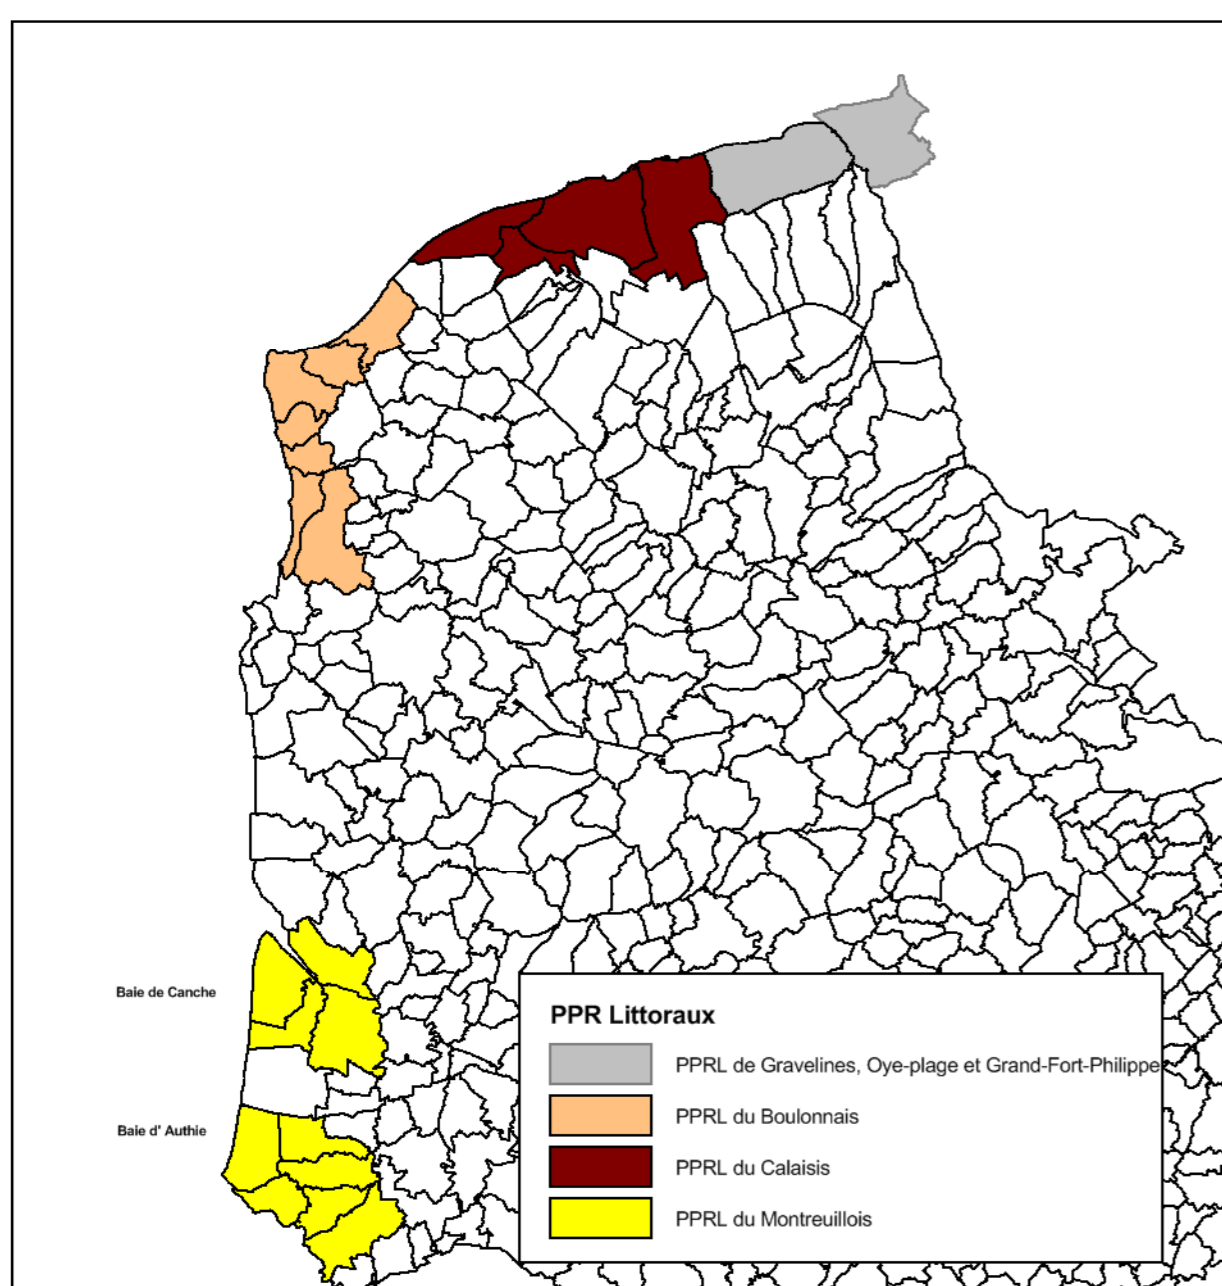 Baie de Canche
Baie d' Authie
PPR Littoraux
PPRL de Gravelines, Oye-plage et Grand-Fort-Philippe
PPRL du Boulonnais
PPRL du Calaisis
PPRL du Montreuillois